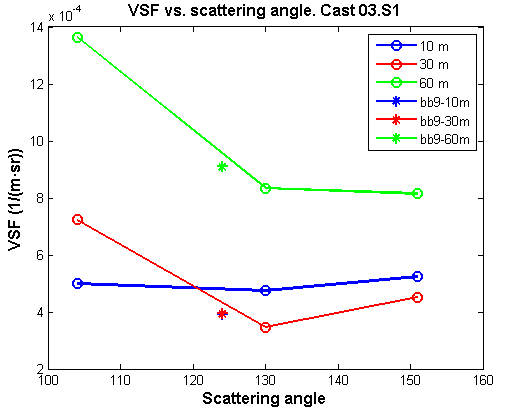 VSF vs. scattering angle. Cast 03.S1
x 10⁻⁴
14
12
10
8
6
4
2
VSF (1/(m·sr))
10 m
30 m
60 m
bb9-10m
bb9-30m
bb9-60m
100 110 120 130 140 150 160
Scattering angle